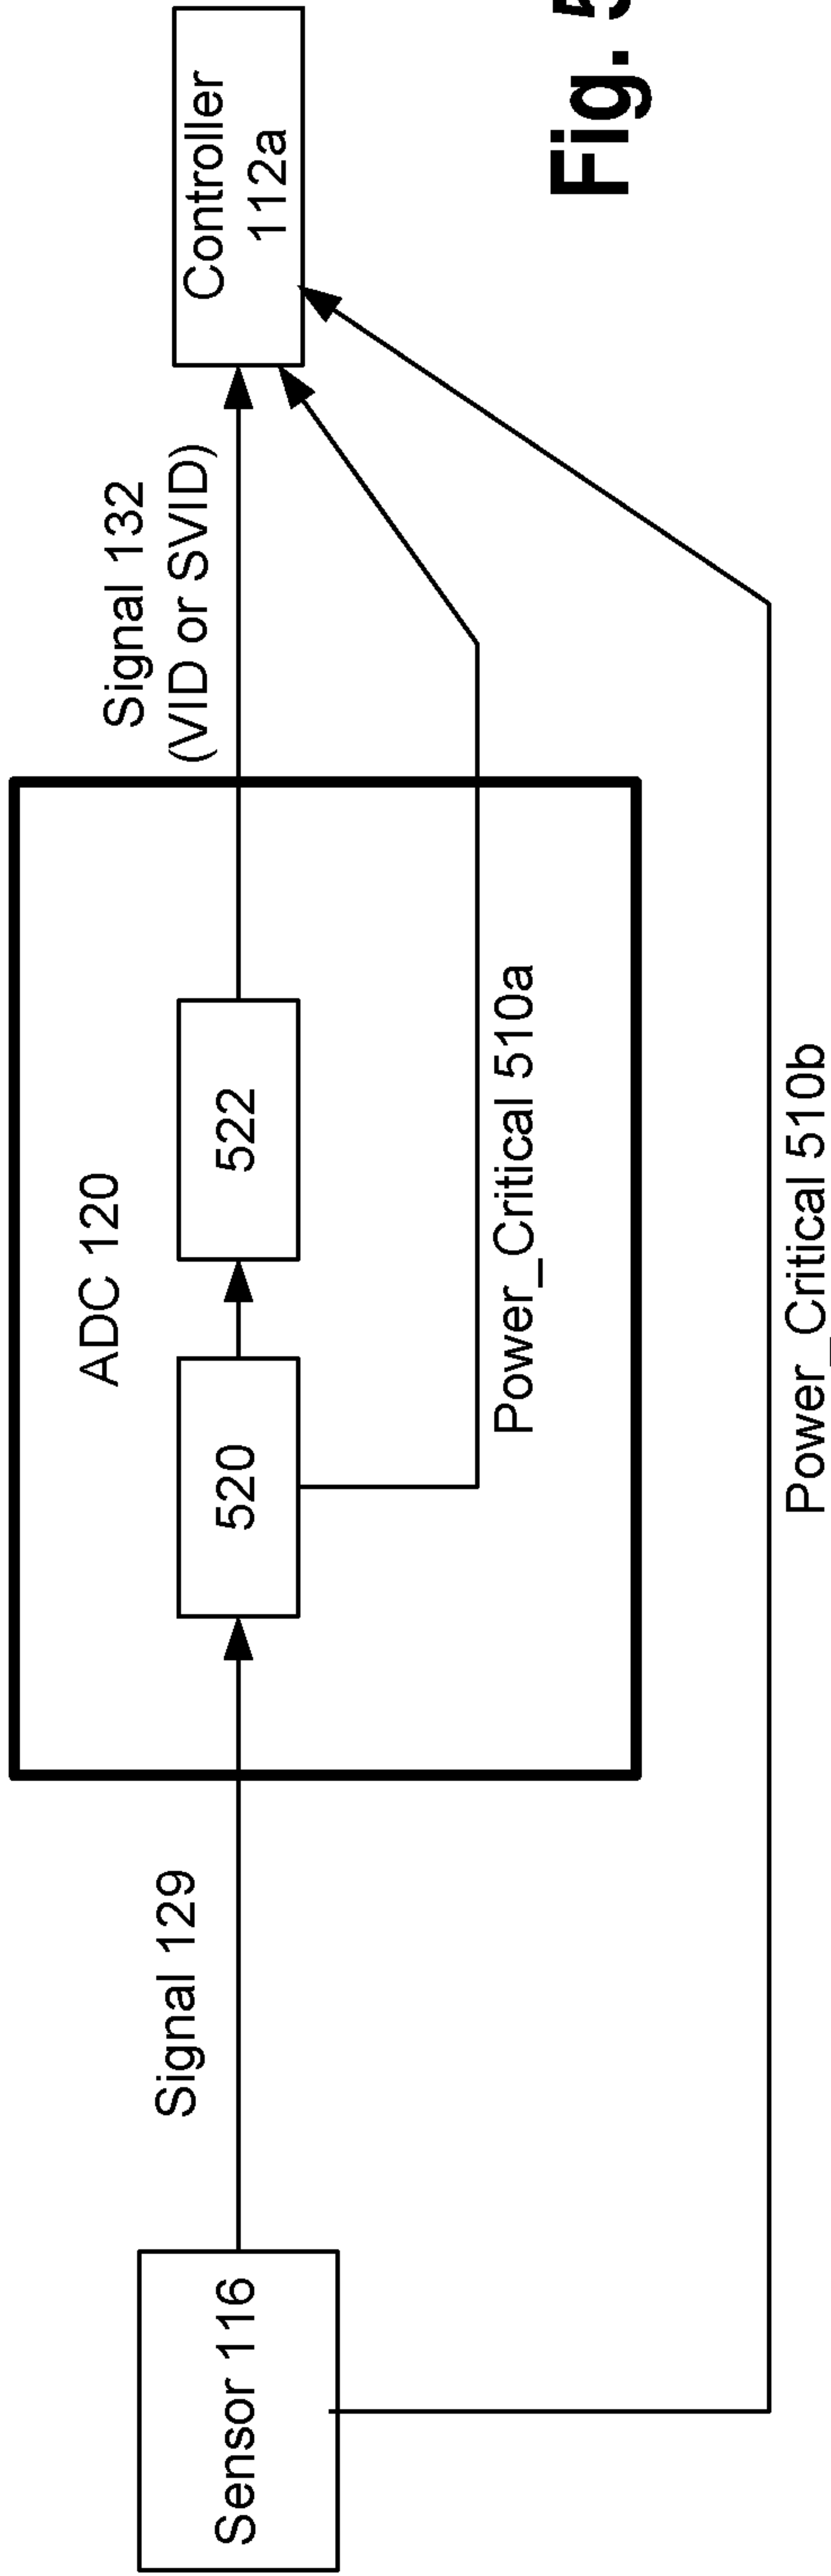 ADC 120
Sensor 116
Signal 129
520
522
Signal 132
(VID or SVID)
Controller
112a
Power_Critical 510a
Power_Critical 510b
Fig. 5